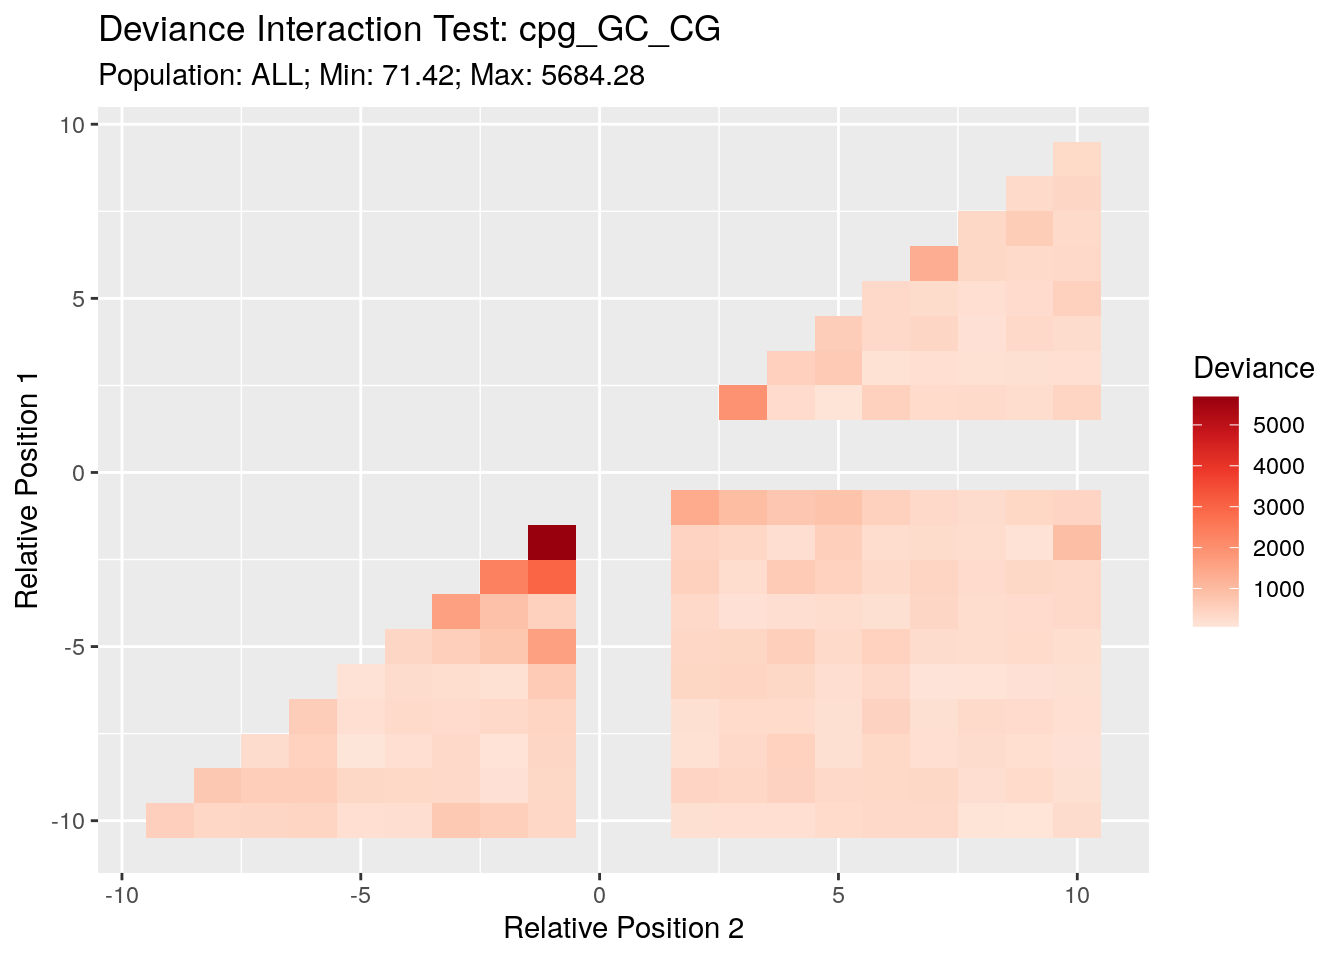 Deviance Interaction Test: cpg_GC_CG
Population: ALL; Min: 71.42; Max: 5684.28
10
5
0
-5
-10
Relative Position 1
-10 -5 0 5 10
Relative Position 2
Deviance
5000
4000
3000
2000
1000